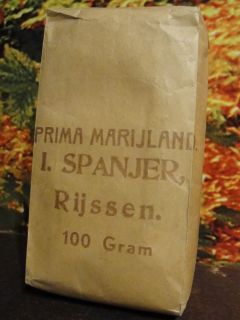 PRIMA MARIJLAND.
I. SPANJER,
Rijssen.
100 Gram